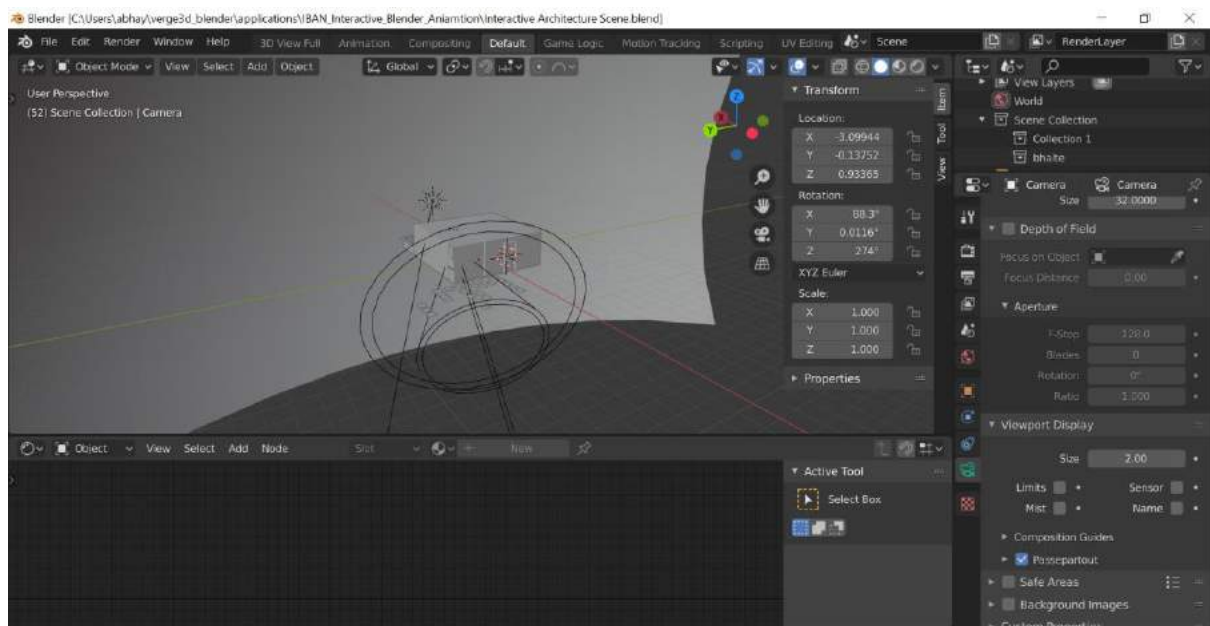 Blender [C:\Users\abhay\verge3d_blender\applications\IBAN_Interactive_Blender_Aniamtion\Interactive Architecture Scene.blend]
File Edit Render Window Help 3D View Full Animation Compositing Default Game Logic Motion Tracking Scripting UV Editing Scene RenderLayer
Object Mode View Select Add Object Global
User Perspective
(52) Scene Collection | Camera
Z
X
Y
Transform
Location:
X -3.09944
Y -0.13752
Z 0.93365
Rotation:
X 88.3°
Y 0.0116°
Z 274°
XYZ Euler
Scale:
X 1.000
Y 1.000
Z 1.000
Properties
Item
Tool
View
View Layers
World
Scene Collection
Collection 1
bhaite
Camera Camera
Size 32.0000
Depth of Field
Focus on Object
Focus Distance 0.00
Aperture
F-Stop 128.0
Blades 0
Rotation 0°
Ratio 1.000
Viewport Display
Size 2.00
Limits Sensor
Mist Name
Composition Guides
Passepartout
Safe Areas
Background Images
Custom Properties
Object View Select Add Node Slot New
Active Tool
Select Box